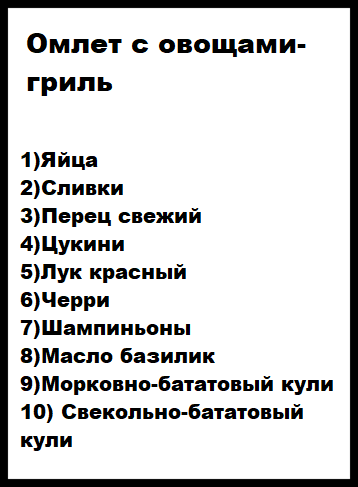 Омлет с овощами-
гриль
1)Яйца
2)Сливки
3)Перец свежий
4)Цукини
5)Лук красный
6)Черри
7)Шампиньоны
8)Масло базилик
9)Морковно-бататовый кули
10) Свекольно-бататовый
кули